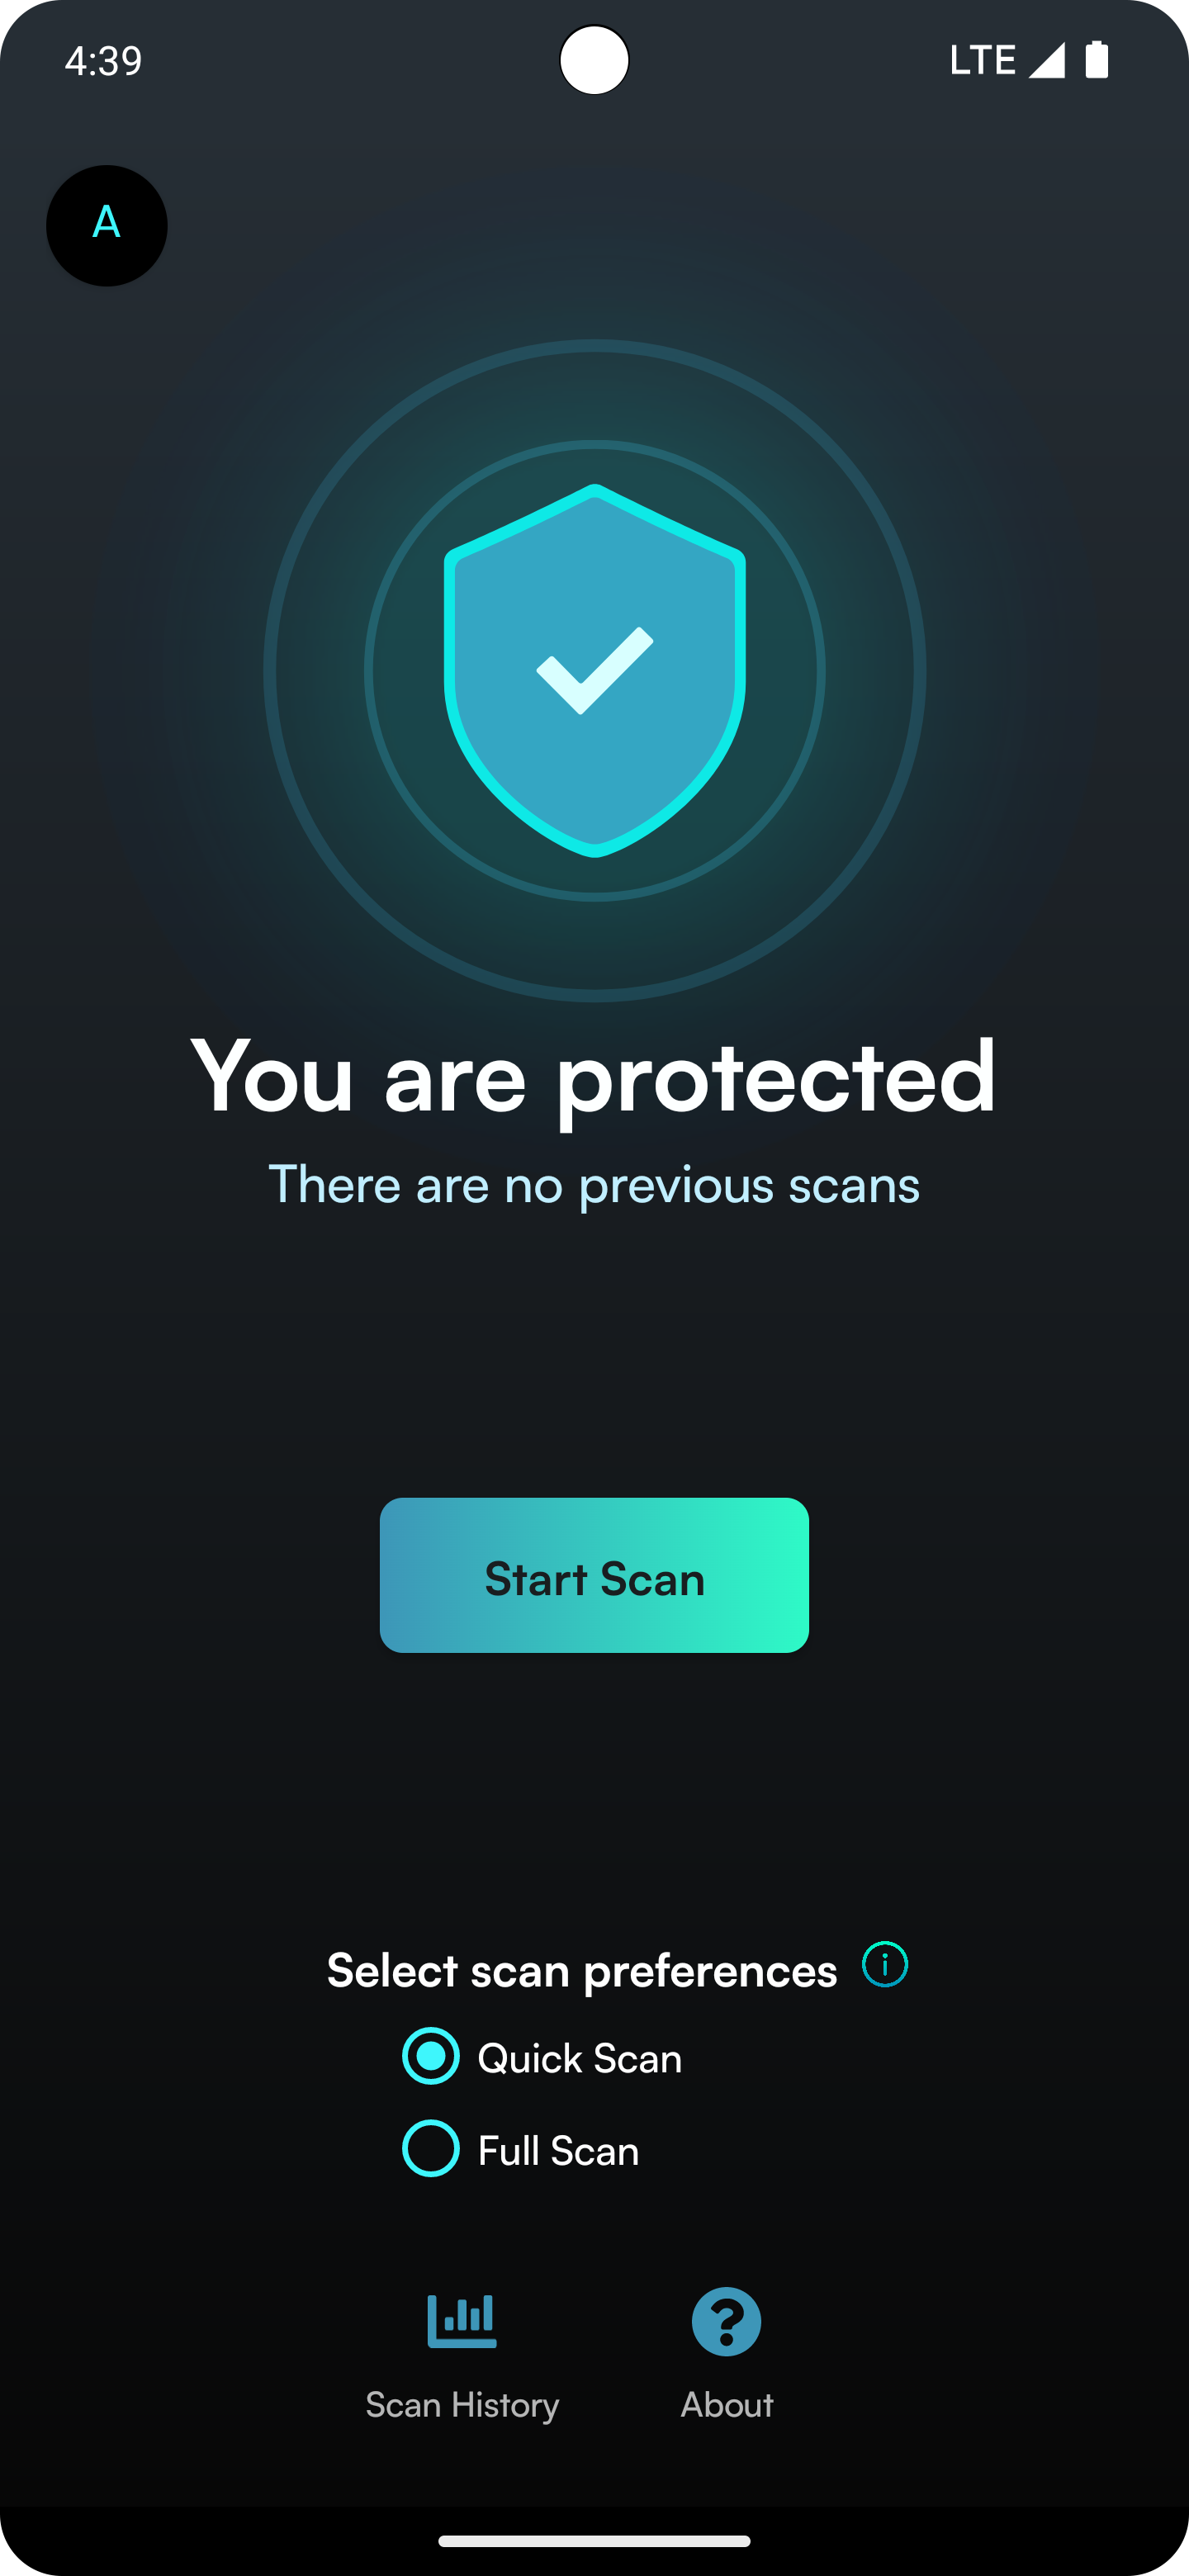 4:39
LTE
A
You are protected
There are no previous scans
Start Scan
Select scan preferences
Quick Scan
Full Scan
Scan History
About